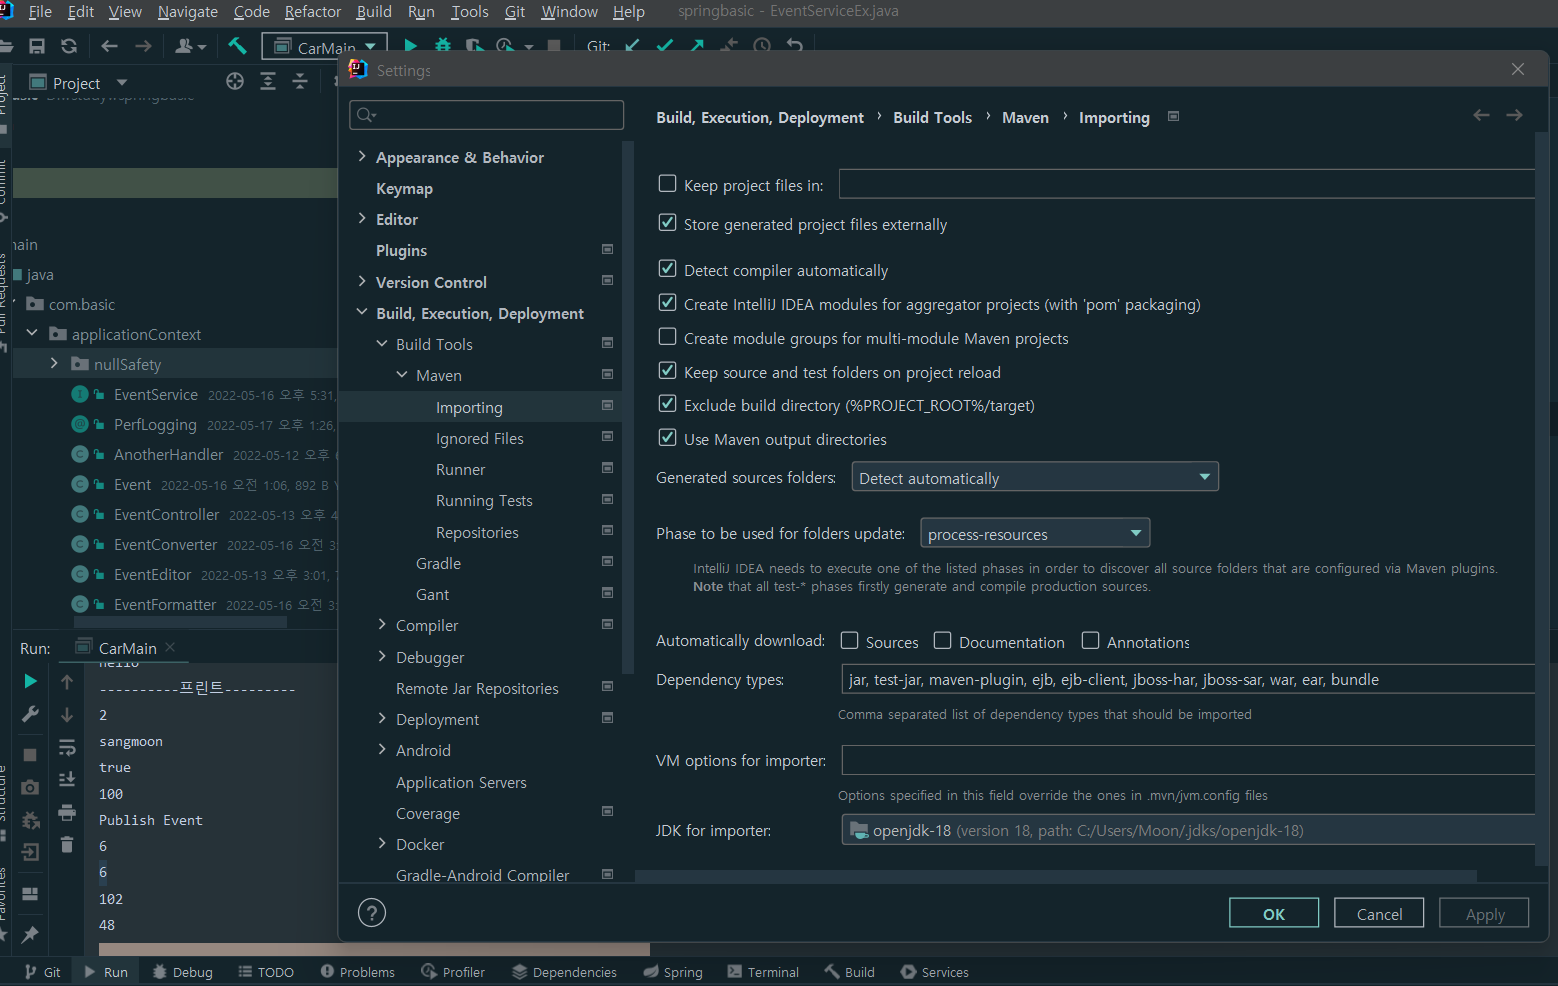 File Edit View Navigate Code Refactor Build Run Tools Git Window Help springbasic - EventServiceEx.java
CarMain Git:
Project
main
java
com.basic
applicationContext
nullSafety
EventService 2022-05-16 오후 5:31,
PerfLogging 2022-05-17 오후 1:26,
AnotherHandler 2022-05-12 오후
Event 2022-05-16 오전 1:06, 892 B
EventController 2022-05-13 오후 4
EventConverter 2022-05-16 오전 3:
EventEditor 2022-05-13 오후 3:01,
EventFormatter 2022-05-16 오전 3:
Project
Commit
Pull Requests
Structure
Favorites
Run: CarMain
hello
----------프린트---------
2
sangmoon
true
100
Publish Event
6
6
102
48
Settings
Appearance & Behavior
Keymap
Editor
Plugins
Version Control
Build, Execution, Deployment
Build Tools
Maven
Importing
Ignored Files
Runner
Running Tests
Repositories
Gradle
Gant
Compiler
Debugger
Remote Jar Repositories
Deployment
Android
Application Servers
Coverage
Docker
Gradle-Android Compiler
Build, Execution, Deployment › Build Tools › Maven › Importing
Keep project files in:
Store generated project files externally
Detect compiler automatically
Create IntelliJ IDEA modules for aggregator projects (with 'pom' packaging)
Create module groups for multi-module Maven projects
Keep source and test folders on project reload
Exclude build directory (%PROJECT_ROOT%/target)
Use Maven output directories
Generated sources folders: Detect automatically
Phase to be used for folders update: process-resources
IntelliJ IDEA needs to execute one of the listed phases in order to discover all source folders that are configured via Maven plugins.
Note that all test-* phases firstly generate and compile production sources.
Automatically download: Sources Documentation Annotations
Dependency types: jar, test-jar, maven-plugin, ejb, ejb-client, jboss-har, jboss-sar, war, ear, bundle
Comma separated list of dependency types that should be imported
VM options for importer:
Options specified in this field override the ones in .mvn/jvm.config files
JDK for importer: openjdk-18 (version 18, path: C:/Users/Moon/.jdks/openjdk-18)
? OK Cancel Apply
Git Run Debug TODO Problems Profiler Dependencies Spring Terminal Build Services